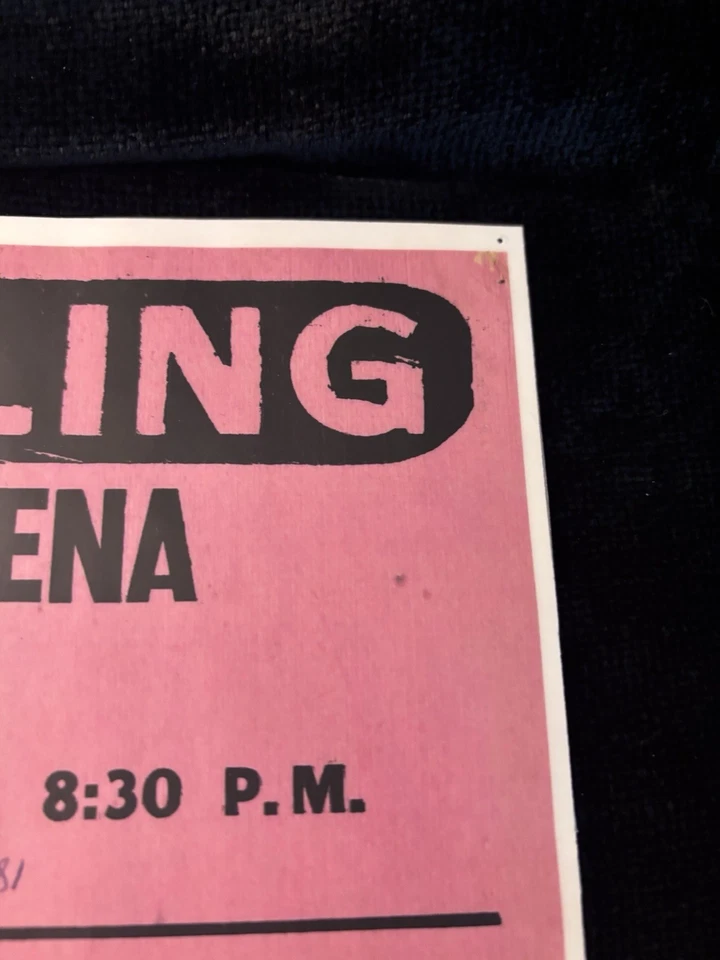 LING
ENA
8:30 P.M.
81